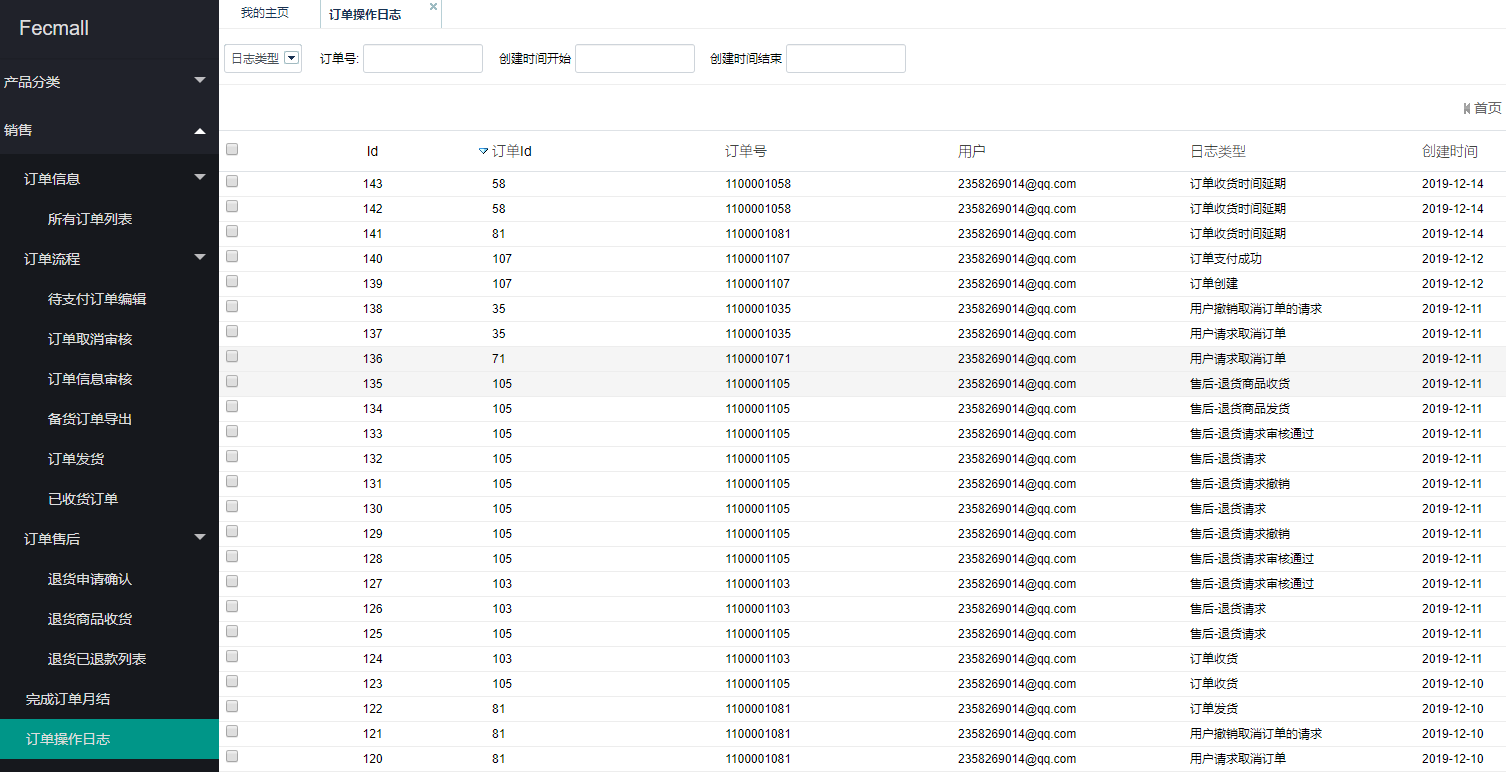 Fecmall
产品分类
销售
订单信息
所有订单列表
订单流程
待支付订单编辑
订单取消审核
订单信息审核
备货订单导出
订单发货
已收货订单
订单售后
退货申请确认
退货商品收货
退货已退款列表
完成订单月结
订单操作日志
我的主页 订单操作日志
日志类型 订单号: 创建时间开始 创建时间结束
首页
Id 订单Id 订单号 用户 日志类型 创建时间
143 58 1100001058 2358269014@qq.com 订单收货时间延期 2019-12-14
142 58 1100001058 2358269014@qq.com 订单收货时间延期 2019-12-14
141 81 1100001081 2358269014@qq.com 订单收货时间延期 2019-12-14
140 107 1100001107 2358269014@qq.com 订单支付成功 2019-12-12
139 107 1100001107 2358269014@qq.com 订单创建 2019-12-12
138 35 1100001035 2358269014@qq.com 用户撤销取消订单的请求 2019-12-11
137 35 1100001035 2358269014@qq.com 用户请求取消订单 2019-12-11
136 71 1100001071 2358269014@qq.com 用户请求取消订单 2019-12-11
135 105 1100001105 2358269014@qq.com 售后-退货商品收货 2019-12-11
134 105 1100001105 2358269014@qq.com 售后-退货商品发货 2019-12-11
133 105 1100001105 2358269014@qq.com 售后-退货请求审核通过 2019-12-11
132 105 1100001105 2358269014@qq.com 售后-退货请求 2019-12-11
131 105 1100001105 2358269014@qq.com 售后-退货请求撤销 2019-12-11
130 105 1100001105 2358269014@qq.com 售后-退货请求 2019-12-11
129 105 1100001105 2358269014@qq.com 售后-退货请求撤销 2019-12-11
128 105 1100001105 2358269014@qq.com 售后-退货请求审核通过 2019-12-11
127 103 1100001103 2358269014@qq.com 售后-退货请求审核通过 2019-12-11
126 103 1100001103 2358269014@qq.com 售后-退货请求 2019-12-11
125 105 1100001105 2358269014@qq.com 售后-退货请求 2019-12-11
124 103 1100001103 2358269014@qq.com 订单收货 2019-12-11
123 105 1100001105 2358269014@qq.com 订单收货 2019-12-10
122 81 1100001081 2358269014@qq.com 订单发货 2019-12-10
121 81 1100001081 2358269014@qq.com 用户撤销取消订单的请求 2019-12-10
120 81 1100001081 2358269014@qq.com 用户请求取消订单 2019-12-10